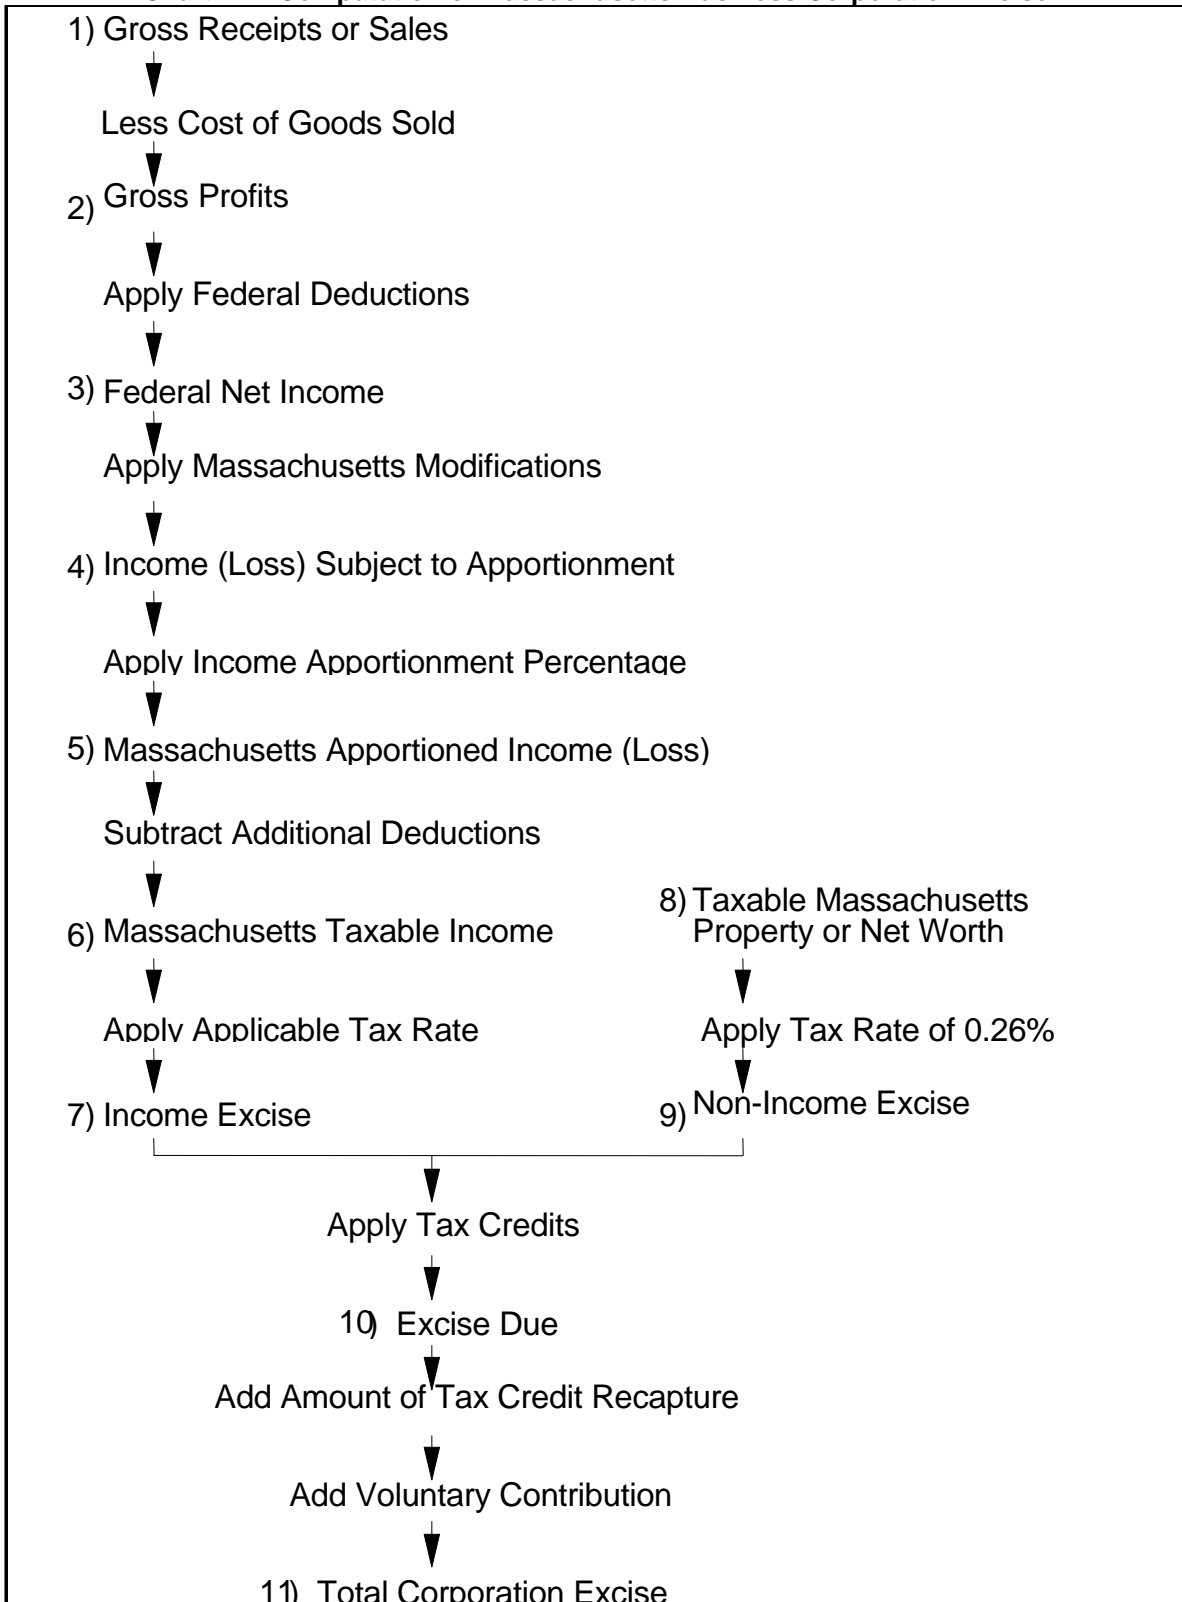 1) Gross Receipts or Sales
Less Cost of Goods Sold
2) Gross Profits
Apply Federal Deductions
3) Federal Net Income
Apply Massachusetts Modifications
4) Income (Loss) Subject to Apportionment
Apply Income Apportionment Percentage
5) Massachusetts Apportioned Income (Loss)
Subtract Additional Deductions
6) Massachusetts Taxable Income
Apply Applicable Tax Rate
7) Income Excise
8) Taxable Massachusetts
Property or Net Worth
Apply Tax Rate of 0.26%
9) Non-Income Excise
Apply Tax Credits
10) Excise Due
Add Amount of Tax Credit Recapture
Add Voluntary Contribution
11) Total Corporation Excise